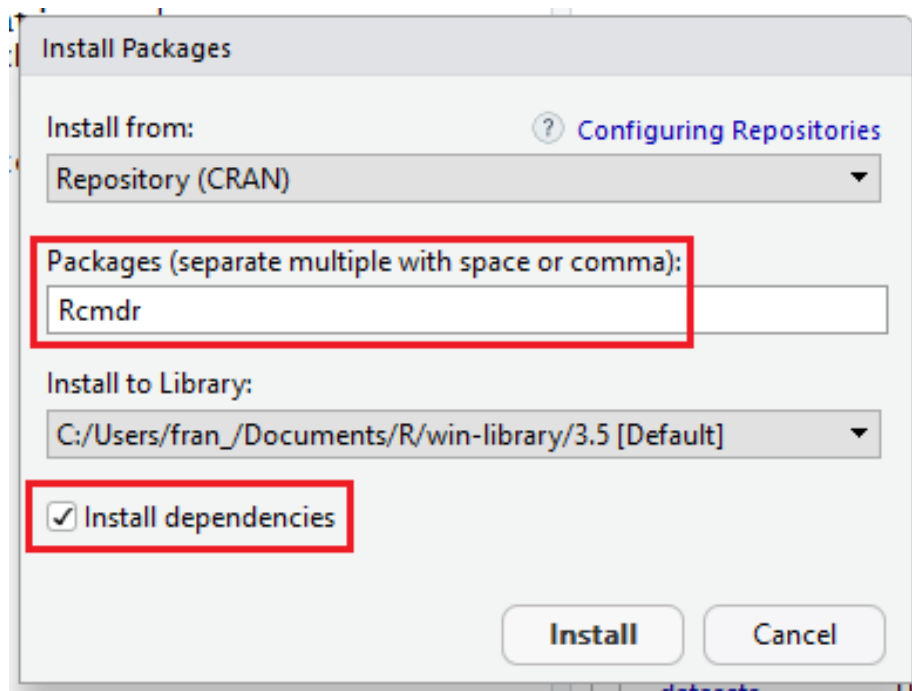 Install Packages
Install from:
? Configuring Repositories
Repository (CRAN)
Packages (separate multiple with space or comma):
Rcmdr
Install to Library:
C:/Users/fran_/Documents/R/win-library/3.5 [Default]
Install dependencies
Install
Cancel